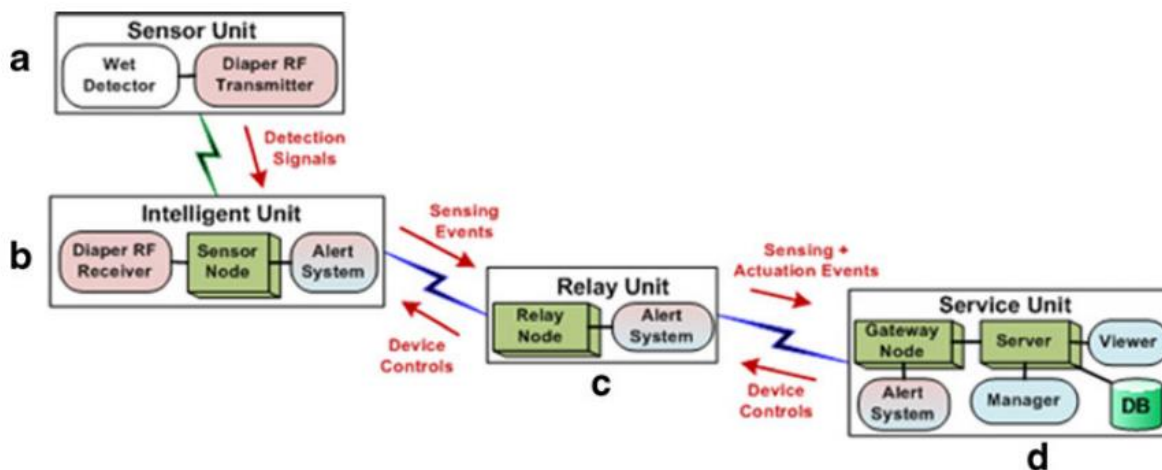 Sensor Unit
a
Wet
Detector
Diaper RF
Transmitter
Detection
Signals
Intelligent Unit
b
Diaper RF
Receiver
Sensor
Node
Alert
System
Sensing
Events
Device
Controls
Relay Unit
Relay
Node
Alert
System
c
Sensing +
Actuation Events
Device
Controls
Service Unit
Gateway
Node
Server
Viewer
Alert
System
Manager
DB
d